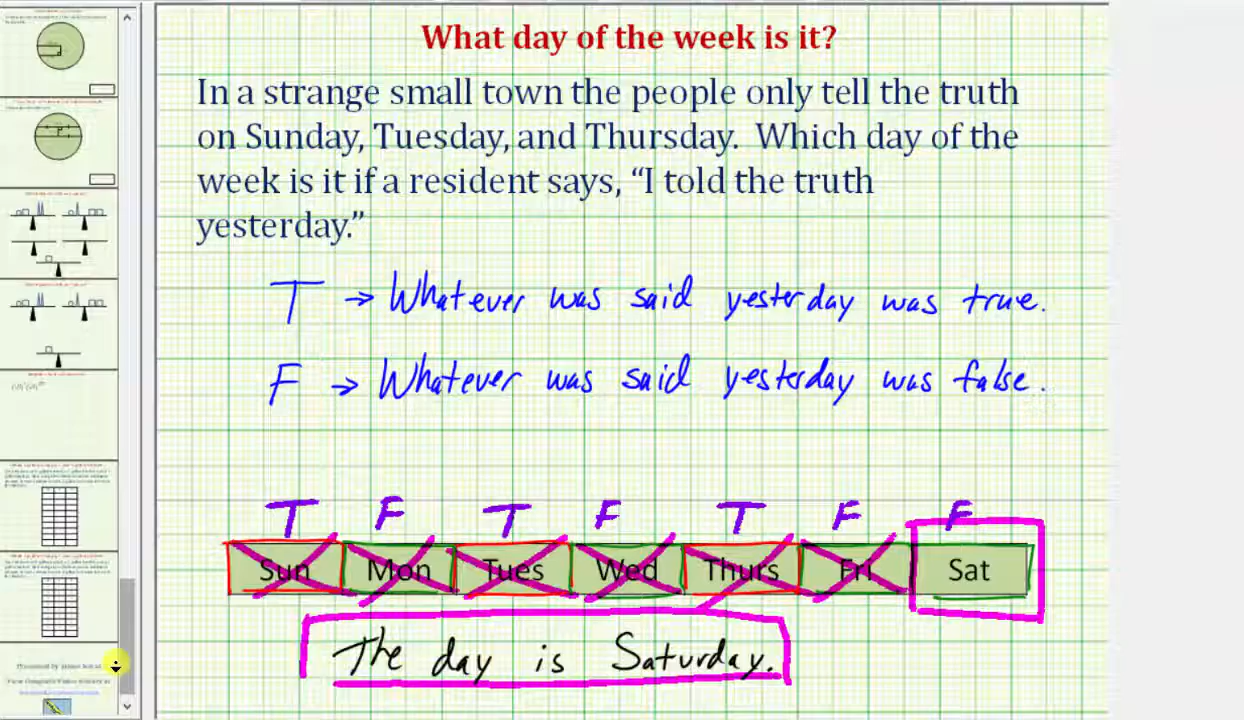 What day of the week is it?
In a strange small town the people only tell the truth
on Sunday, Tuesday, and Thursday. Which day of the
week is it if a resident says, “I told the truth
yesterday.”
T → Whatever was said yesterday was true.
F → Whatever was said yesterday was false.
T F T F T F F
Sun Mon Tues Wed Thurs Fri Sat
The day is Saturday.